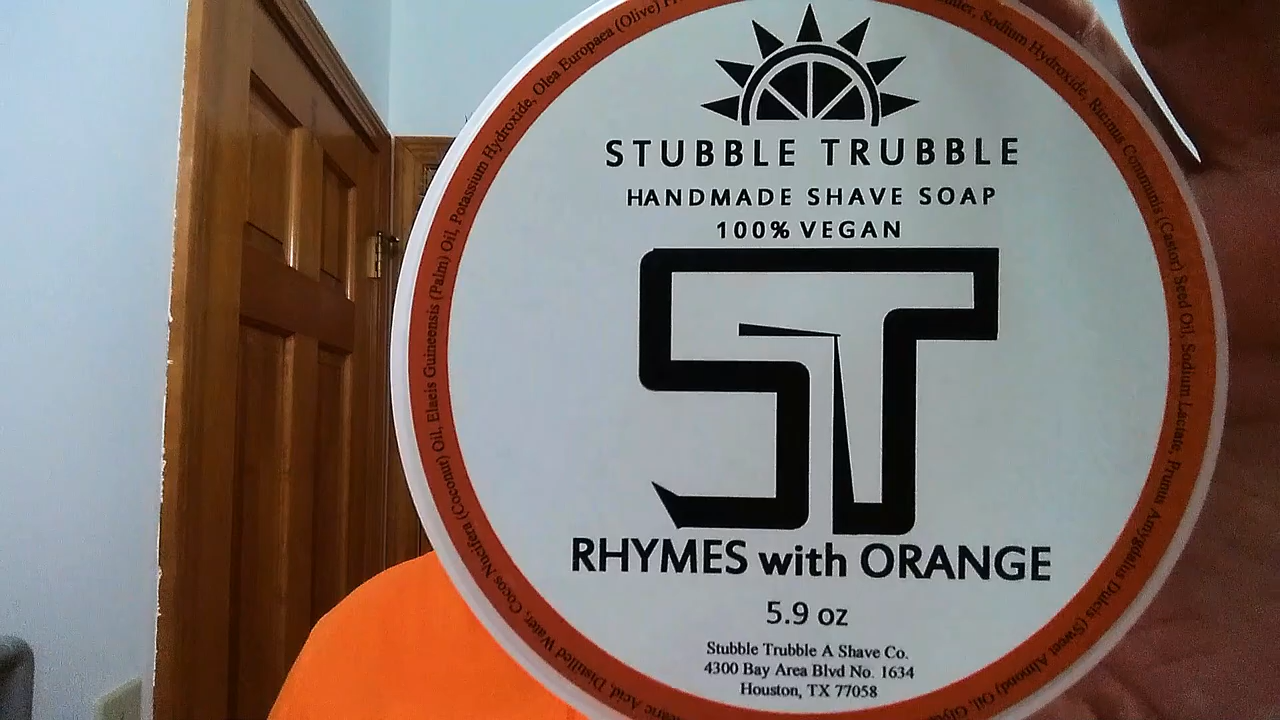 STUBBLE TRUBBLE
HANDMADE SHAVE SOAP
100% VEGAN
ST
RHYMES with ORANGE
5.9 oz
Stubble Trubble A Shave Co.
4300 Bay Area Blvd No. 1634
Houston, TX 77058
Acid, Distilled Water, Cocos Nucifera (Coconut) Oil, Elaeis Guineensis (Palm) Oil, Potassium Hydroxide, Olea Europaea (Olive)
Sodium Hydroxide, Ricinus Communis (Castor) Seed Oil, Sodium Lactate, Prunus Amygdalus Dulcis (Sweet Almond) Oil,